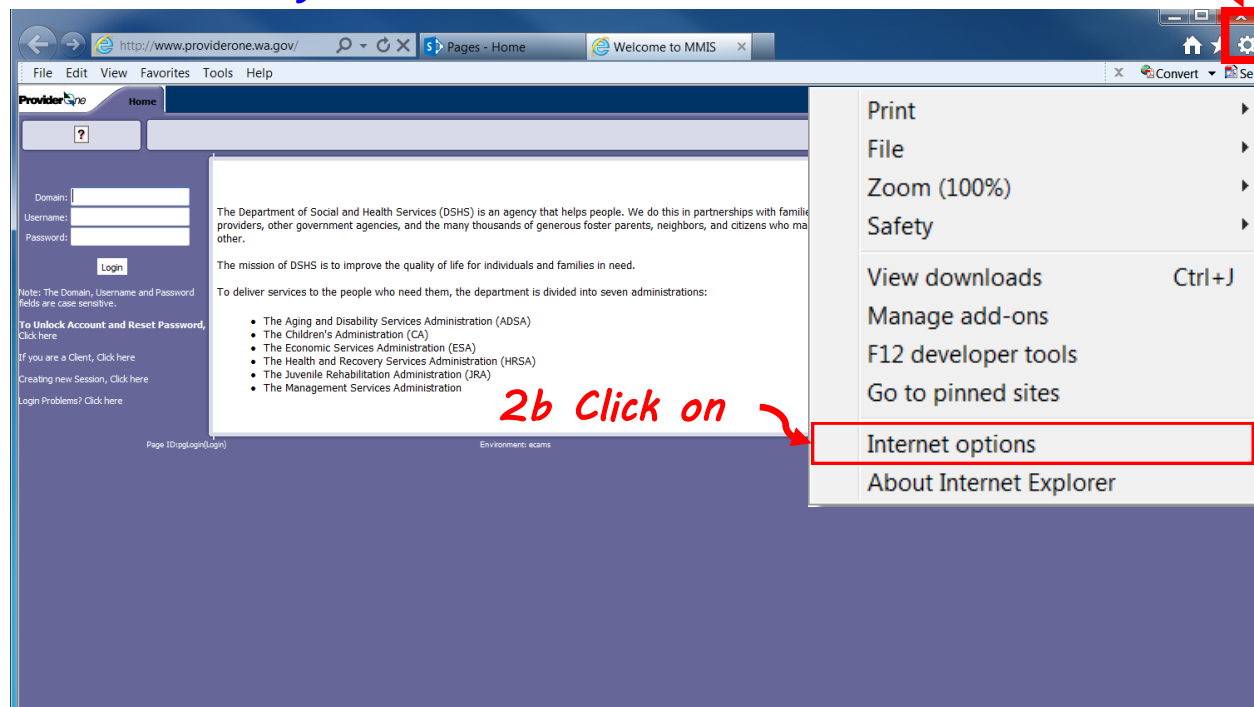 http://www.providerone.wa.gov/
Pages - Home
Welcome to MMIS
File Edit View Favorites Tools Help
Convert
Se
ProviderOne
Home
?
Domain:
Username:
Password:
Login
Note: The Domain, Username and Password
fields are case sensitive.
To Unlock Account and Reset Password,
Click here
If you are a Client, Click here
Creating new Session, Click here
Login Problems? Click here
The Department of Social and Health Services (DSHS) is an agency that helps people. We do this in partnerships with familie
providers, other government agencies, and the many thousands of generous foster parents, neighbors, and citizens who ma
other.
The mission of DSHS is to improve the quality of life for individuals and families in need.
To deliver services to the people who need them, the department is divided into seven administrations:
• The Aging and Disability Services Administration (ADSA)
• The Children's Administration (CA)
• The Economic Services Administration (ESA)
• The Health and Recovery Services Administration (HRSA)
• The Juvenile Rehabilitation Administration (JRA)
• The Management Services Administration
Page ID:pgLogin(Login)
Environment: ecams
2b Click on
Print
File
Zoom (100%)
Safety
View downloads Ctrl+J
Manage add-ons
F12 developer tools
Go to pinned sites
Internet options
About Internet Explorer